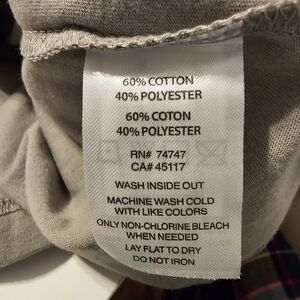 60% COTTON
40% POLYESTER
60% COTON
40% POLYESTER
RN# 74747
CA# 45117
WASH INSIDE OUT
MACHINE WASH COLD
WITH LIKE COLORS
ONLY NON-CHLORINE BLEACH
WHEN NEEDED
LAY FLAT TO DRY
DO NOT IRON